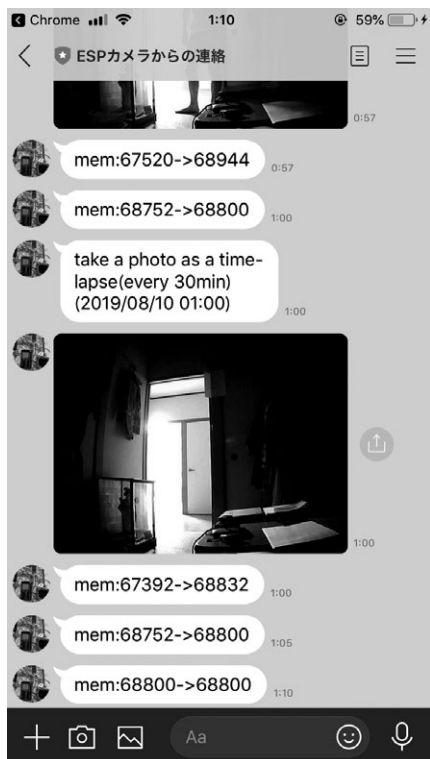 Chrome 1:10 59%
ESPカメラからの連絡
0:57
mem:67520->68944
0:57
mem:68752->68800
1:00
take a photo as a time-
lapse(every 30min)
(2019/08/10 01:00)
1:00
1:00
mem:67392->68832
1:00
mem:68752->68800
1:05
mem:68800->68800
1:10
Aa